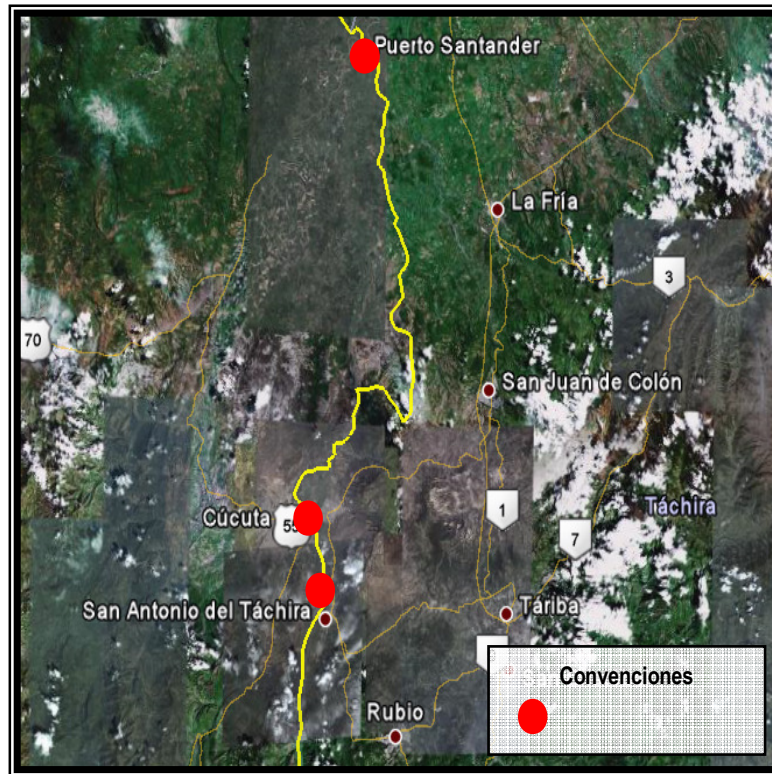 Puerto Santander
La Fría
3
70
San Juan de Colón
Cúcuta
55
1
Táchira
7
San Antonio del Táchira
Táriba
Convenciones
Rubio